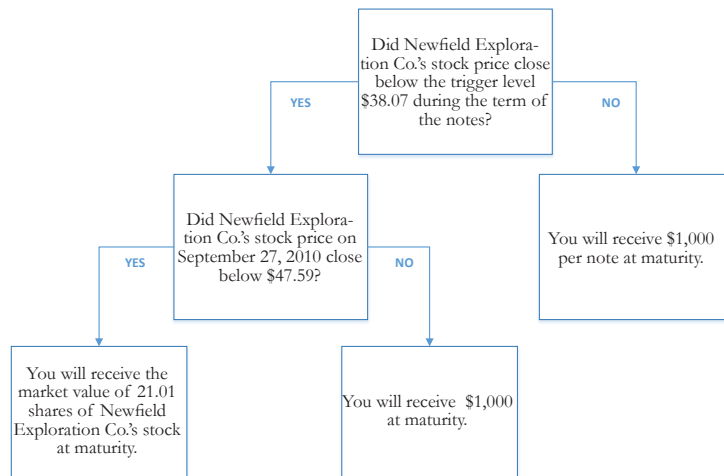 Did Newfield Explora-
tion Co.'s stock price close
below the trigger level
$38.07 during the term of
the notes?
YES
NO
Did Newfield Explora-
tion Co.'s stock price on
September 27, 2010 close
below $47.59?
You will receive $1,000
per note at maturity.
YES
NO
You will receive the
market value of 21.01
shares of Newfield
Exploration Co.'s stock
at maturity.
You will receive $1,000
at maturity.